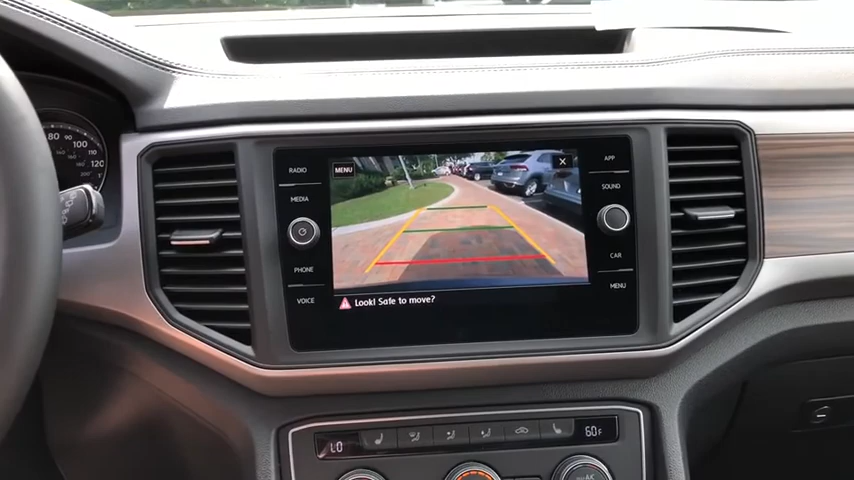 80 90
100
110
120
RADIO
MEDIA
PHONE
VOICE
MENU
APP
SOUND
CAR
MENU
Look! Safe to move?
LO
60°F
A/C